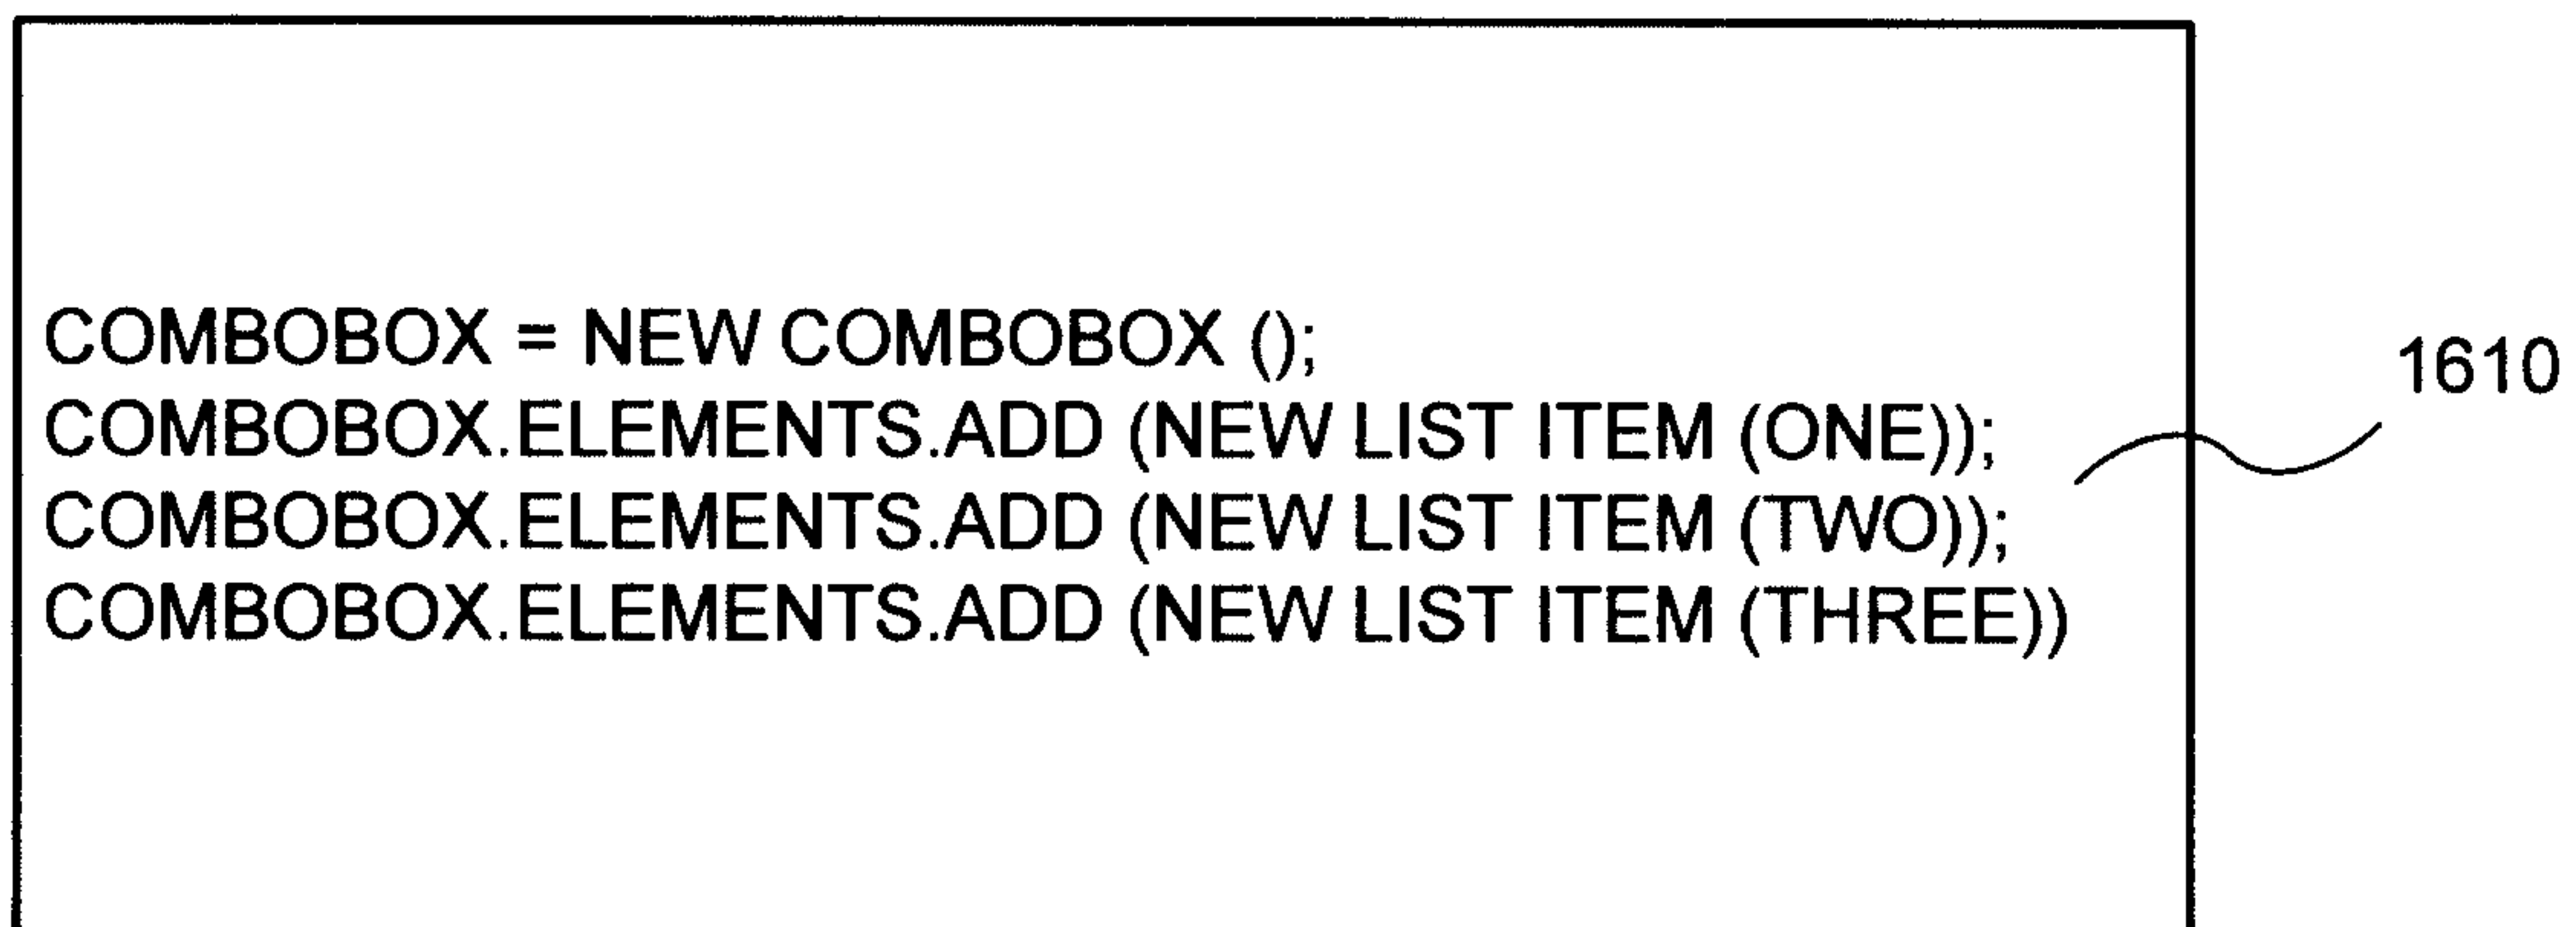 COMBOBOX = NEW COMBOBOX ();
COMBOBOX.ELEMENTS.ADD (NEW LIST ITEM (ONE));
COMBOBOX.ELEMENTS.ADD (NEW LIST ITEM (TWO));
COMBOBOX.ELEMENTS.ADD (NEW LIST ITEM (THREE))
1610